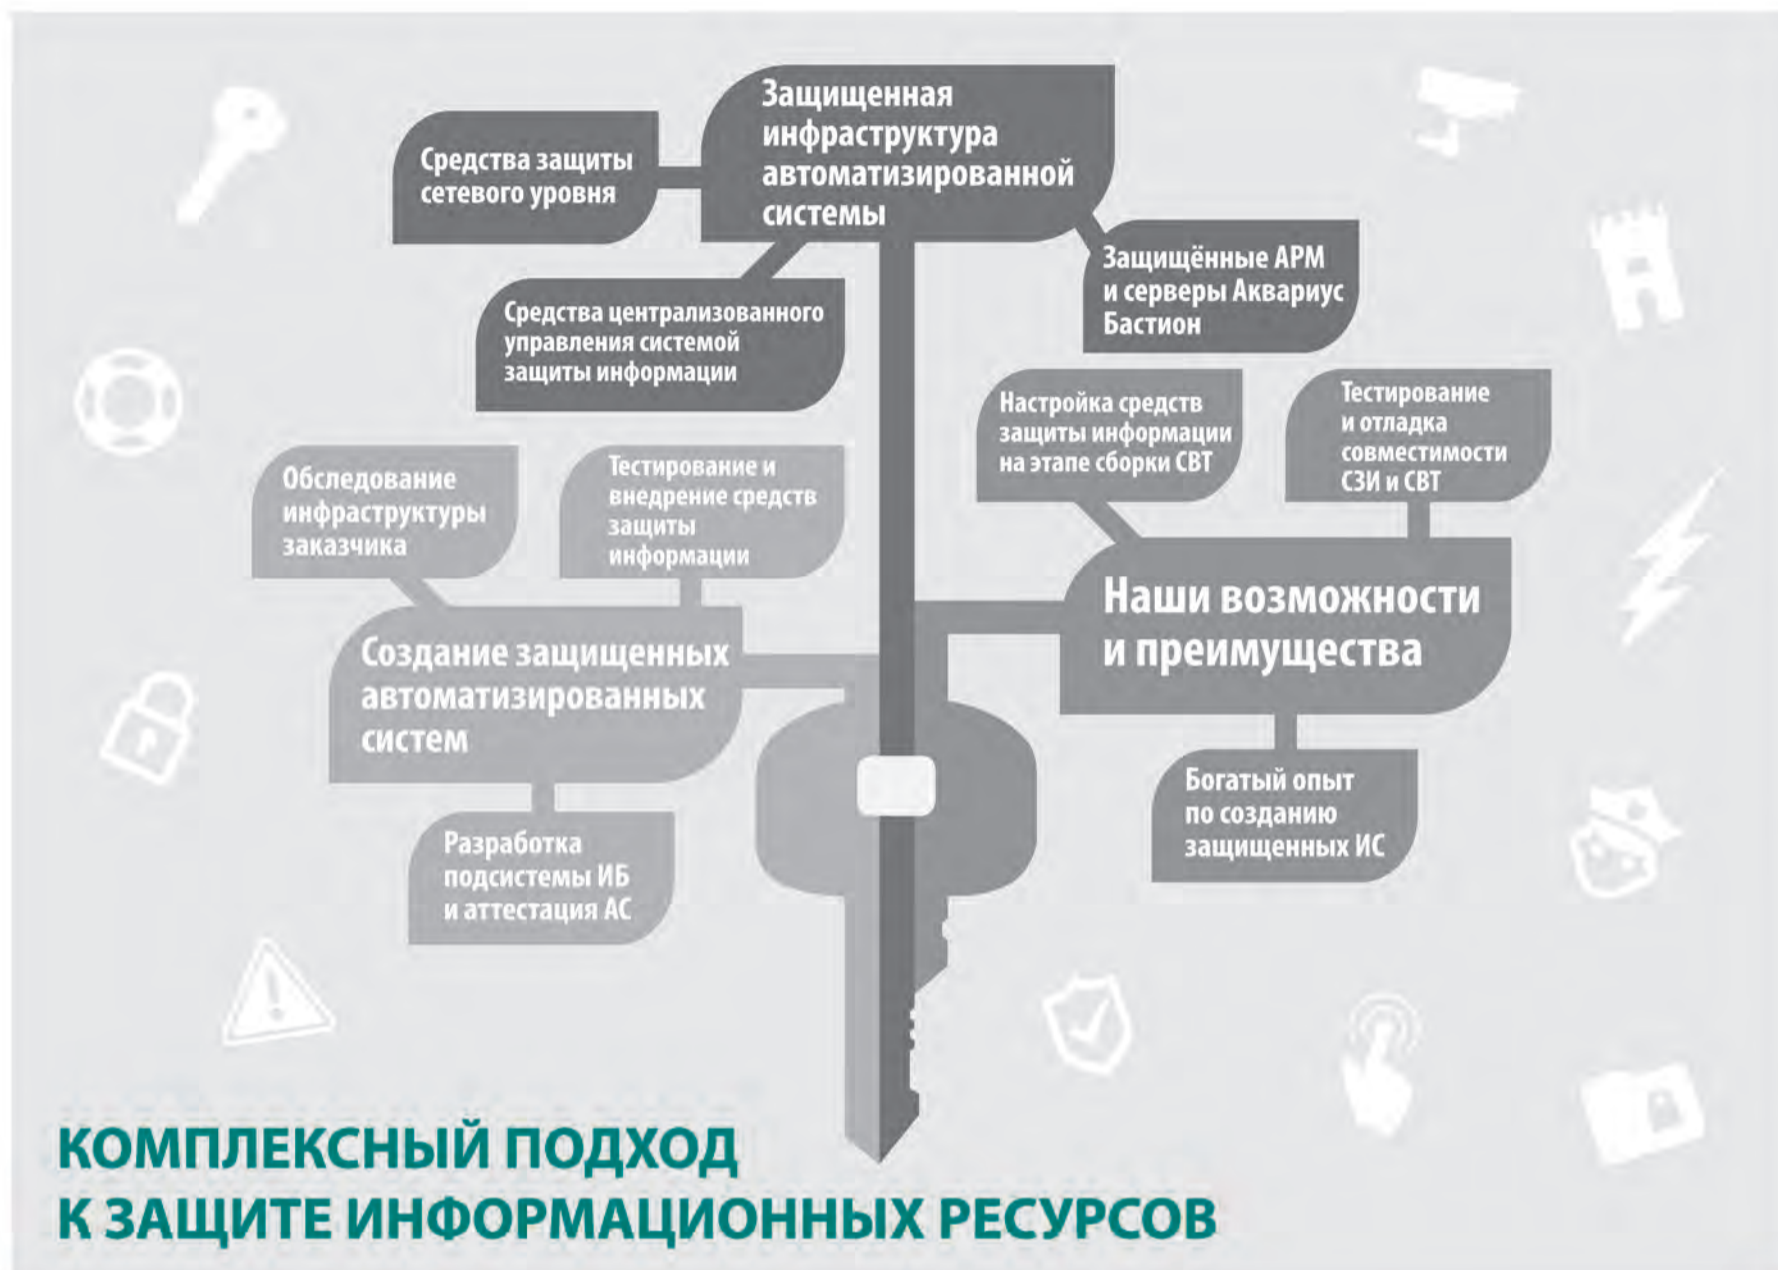 Защищенная
инфраструктура
автоматизированной
системы
Средства защиты
сетевого уровня
Защищённые АРМ
и серверы Аквариус
Бастион
Средства централизованного
управления системой
защиты информации
Настройка средств
защиты информации
на этапе сборки СВТ
Тестирование
и отладка
совместимости
СЗИ и СВТ
Обследование
инфраструктуры
заказчика
Тестирование и
внедрение средств
защиты
информации
Наши возможности
и преимущества
Создание защищенных
автоматизированных
систем
Богатый опыт
по созданию
защищенных ИС
Разработка
подсистемы ИБ
и аттестация АС
КОМПЛЕКСНЫЙ ПОДХОД
К ЗАЩИТЕ ИНФОРМАЦИОННЫХ РЕСУРСОВ